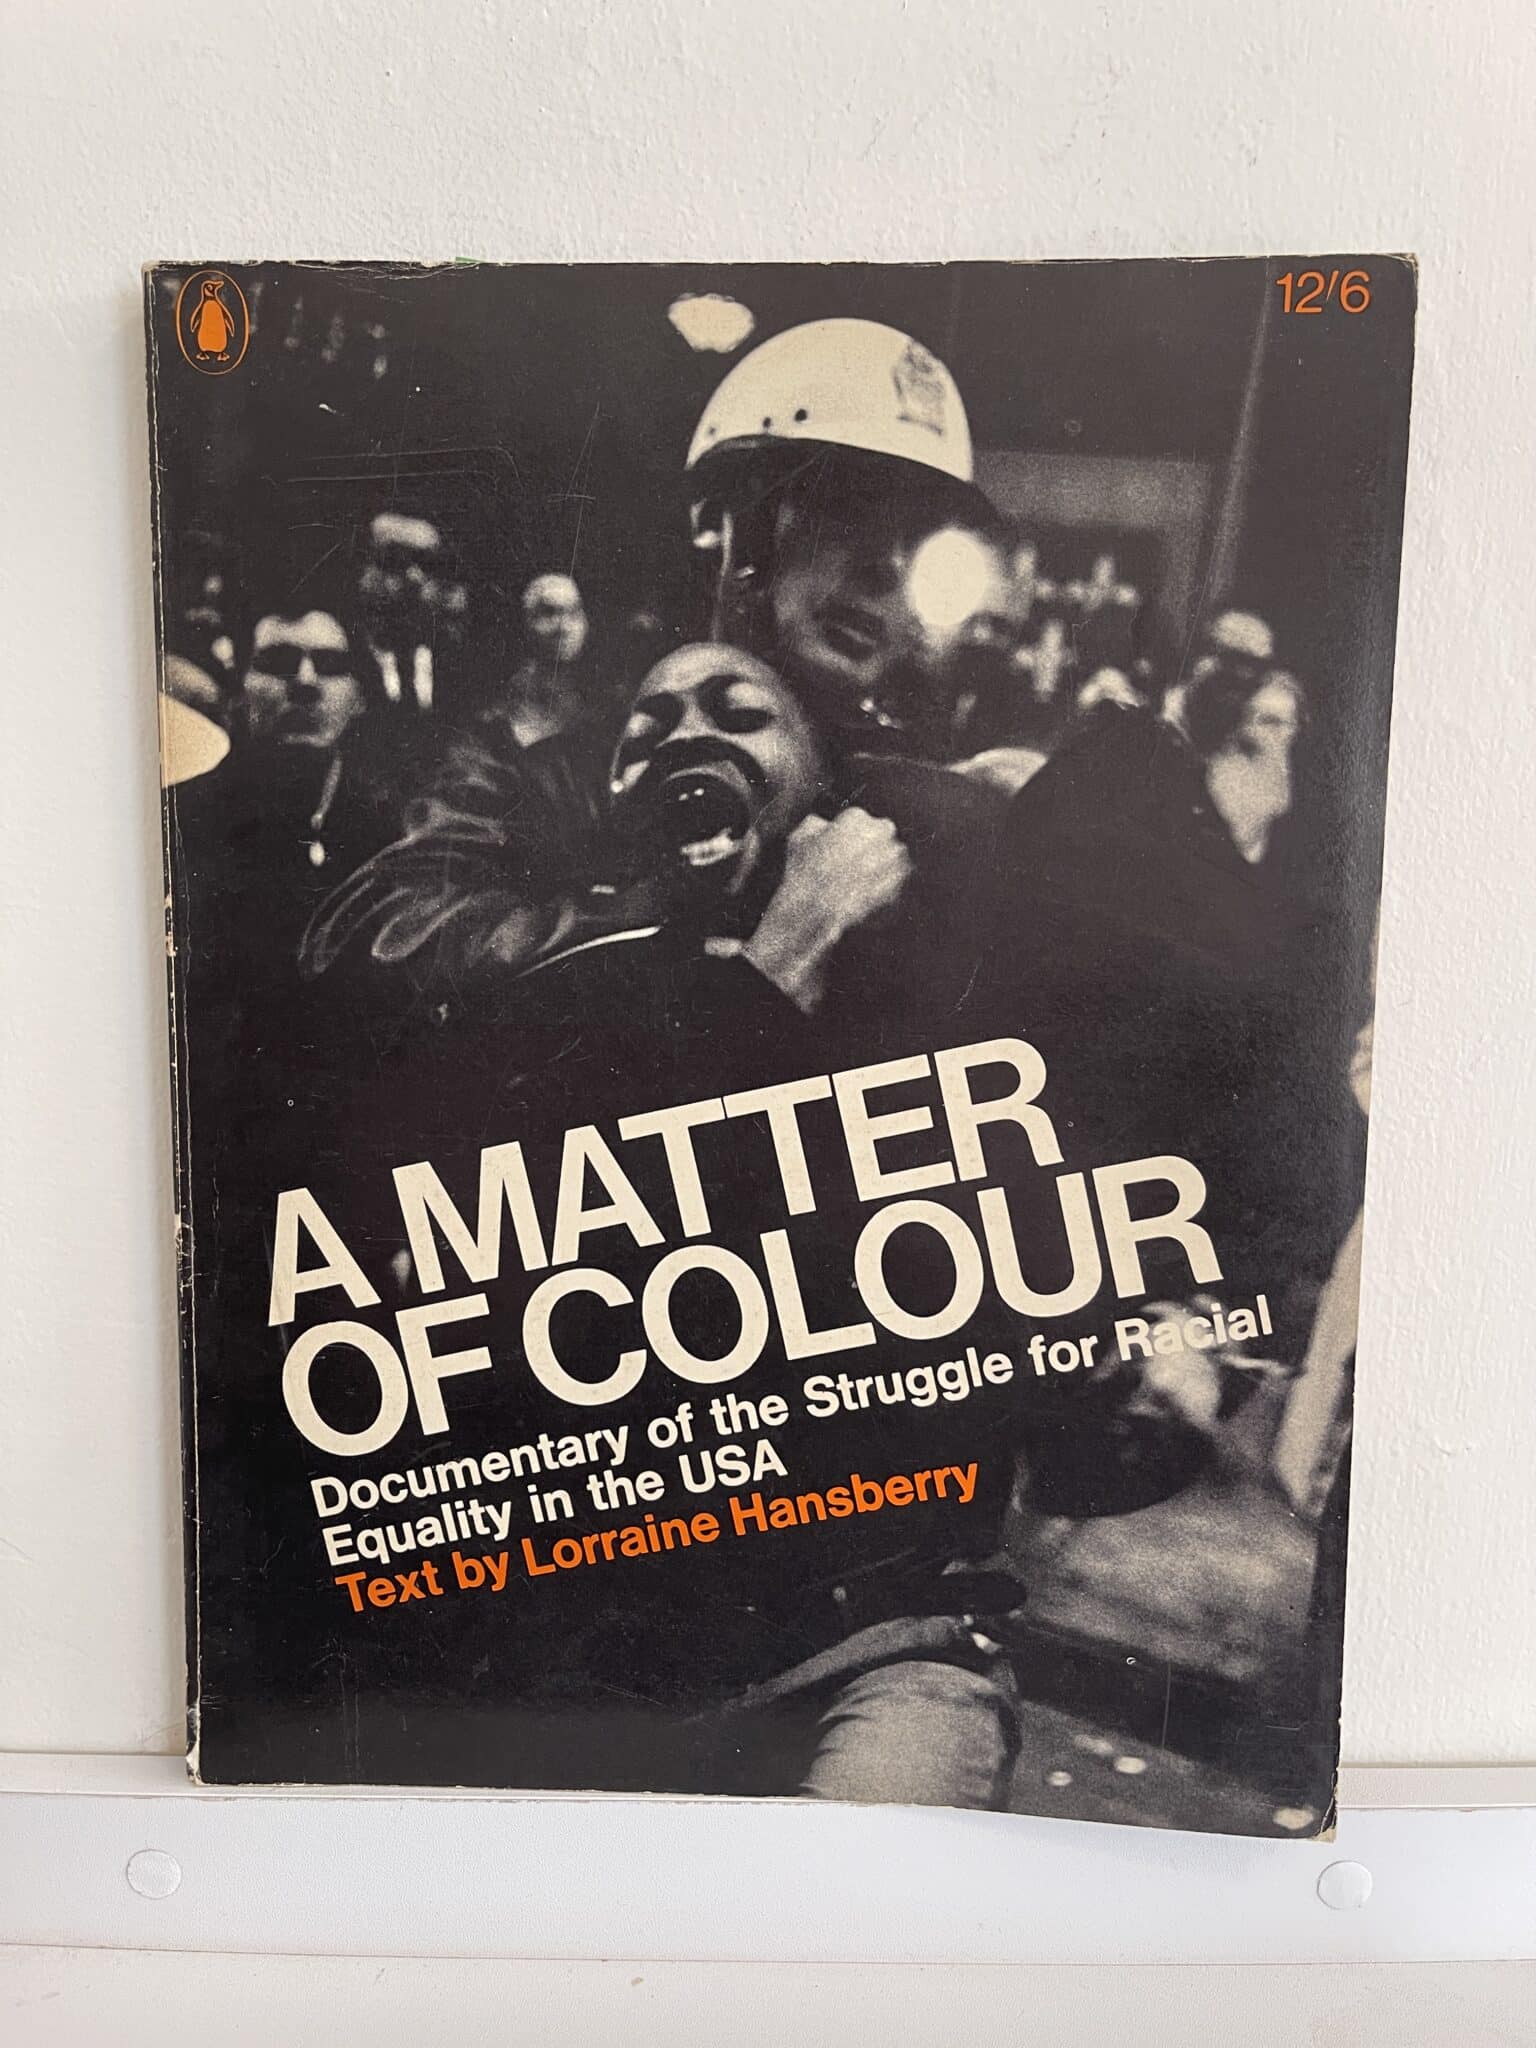 12'6
A MATTER
OF COLOUR
Documentary of the Struggle for Racial
Equality in the USA
Text by Lorraine Hansberry